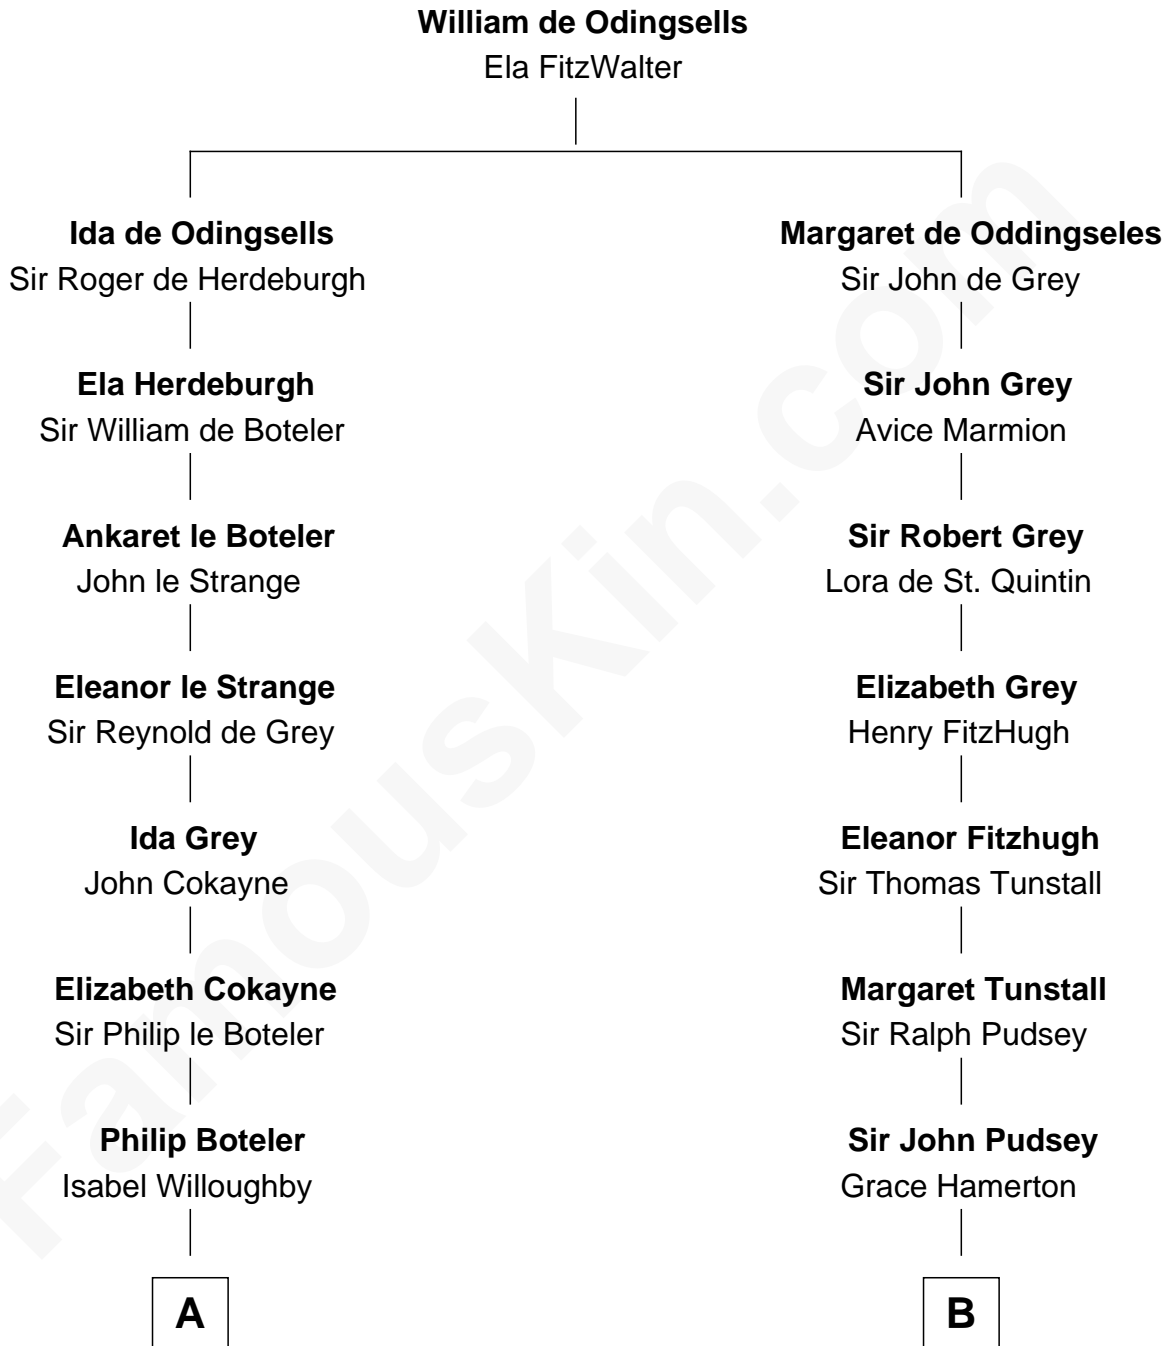 William de Odingsells
Ela FitzWalter
Ida de Odingsells
Sir Roger de Herdeburgh
Margaret de Oddingseles
Sir John de Grey
Ela Herdeburgh
Sir William de Boteler
Sir John Grey
Avice Marmion
Ankaret le Boteler
John le Strange
Sir Robert Grey
Lora de St. Quintin
Eleanor le Strange
Sir Reynold de Grey
Elizabeth Grey
Henry FitzHugh
Ida Grey
John Cokayne
Eleanor Fitzhugh
Sir Thomas Tunstall
Elizabeth Cokayne
Sir Philip le Boteler
Margaret Tunstall
Sir Ralph Pudsey
Philip Boteler
Isabel Willoughby
Sir John Pudsey
Grace Hamerton
A
B
FamousKin.com